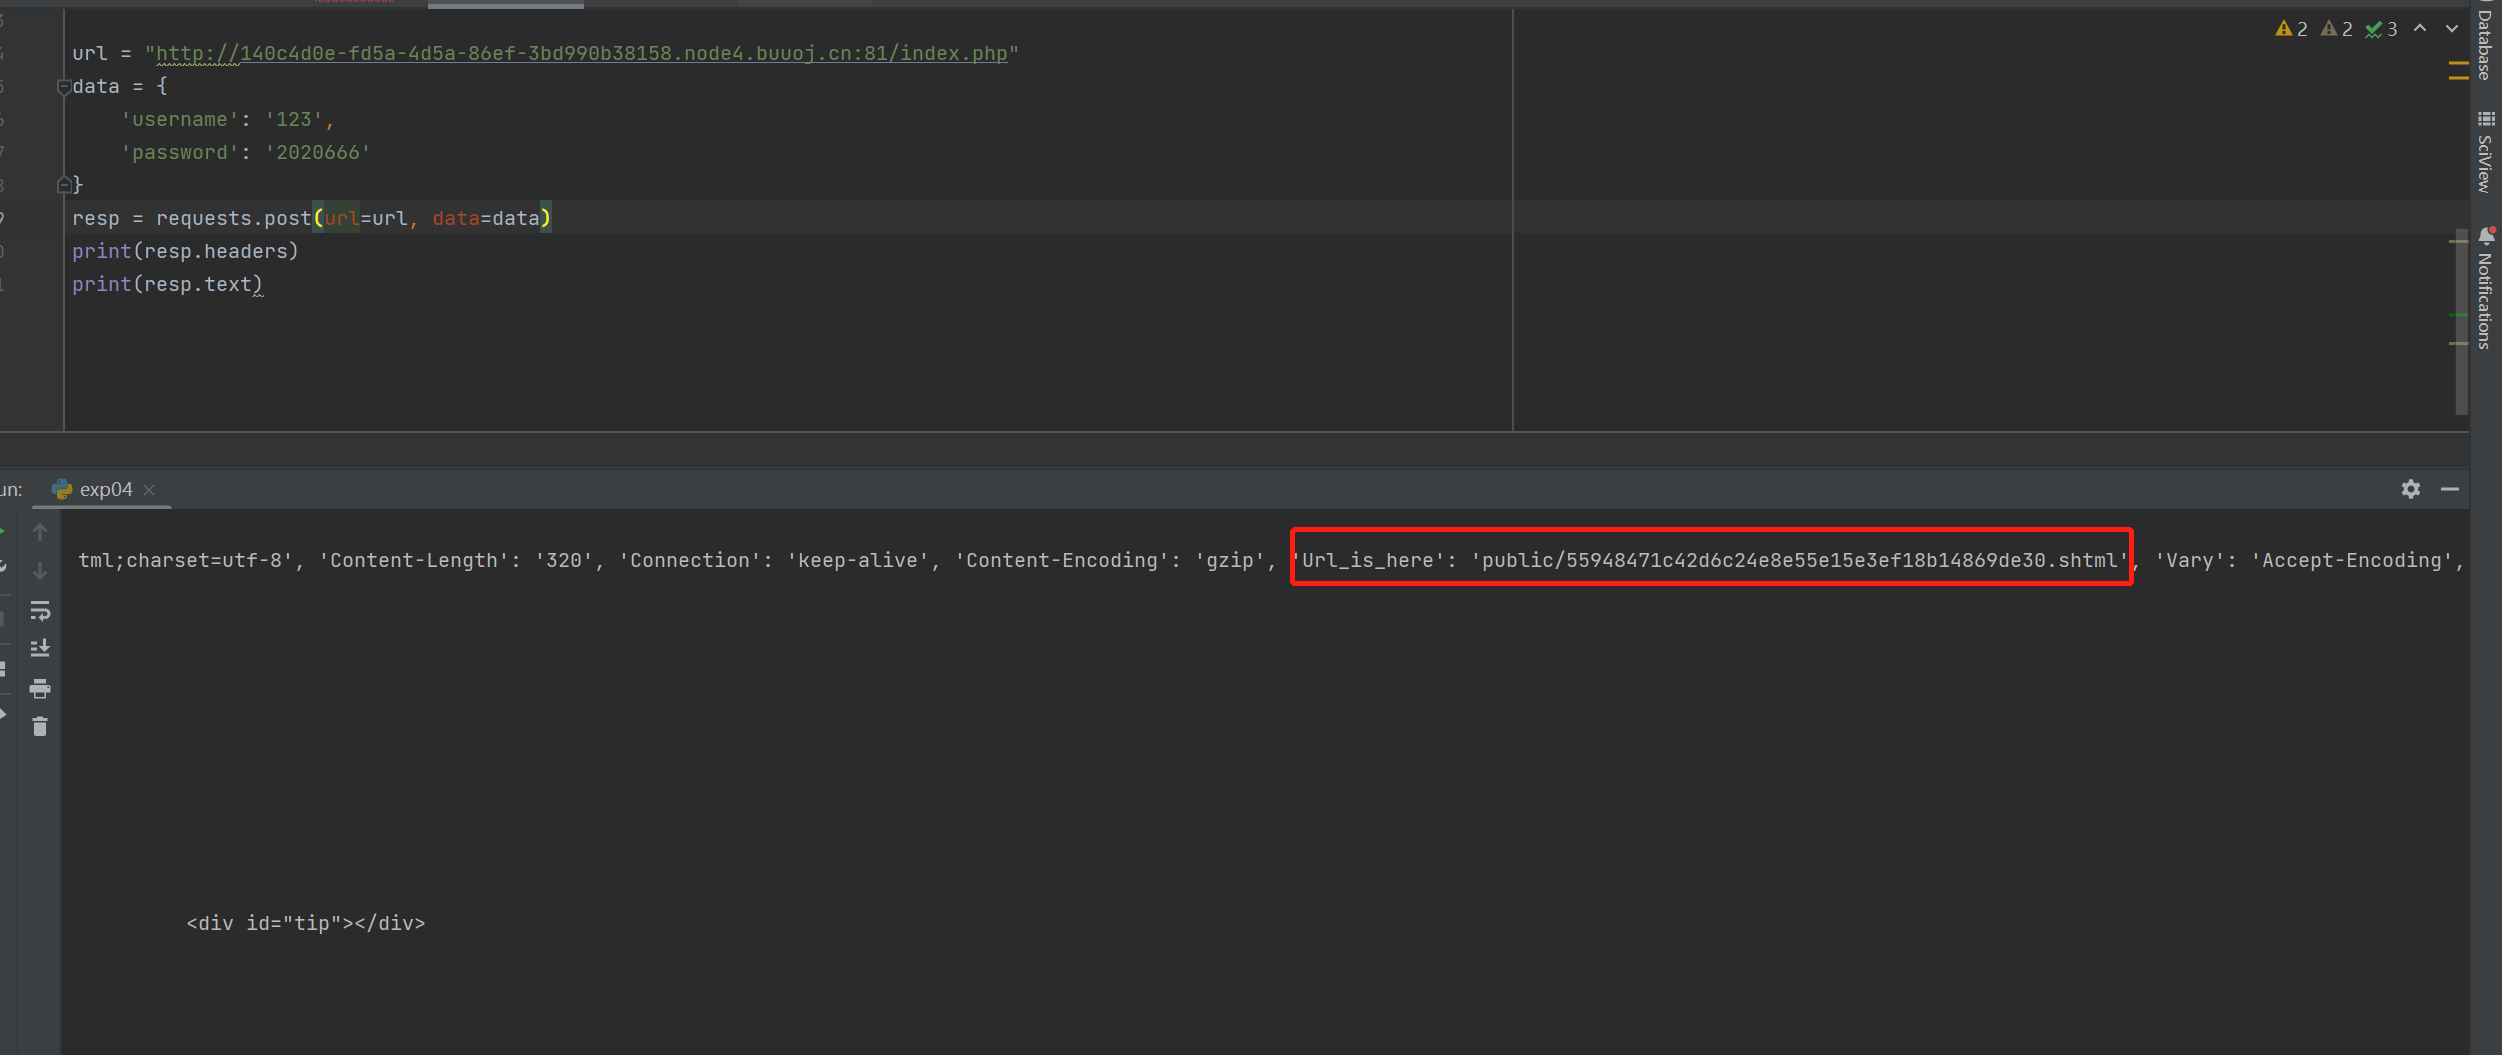 2 2 3
url = "http://140c4d0e-fd5a-4d5a-86ef-3bd990b38158.node4.buuoj.cn:81/index.php"
data = {
'username': '123',
'password': '2020666'
}
resp = requests.post(url=url, data=data)
print(resp.headers)
print(resp.text)
Database
SciView
Notifications
un: exp04
tml;charset=utf-8', 'Content-Length': '320', 'Connection': 'keep-alive', 'Content-Encoding': 'gzip', 'Url_is_here': 'public/55948471c42d6c24e8e55e15e3ef18b14869de30.shtml', 'Vary': 'Accept-Encoding',
<div id="tip"></div>